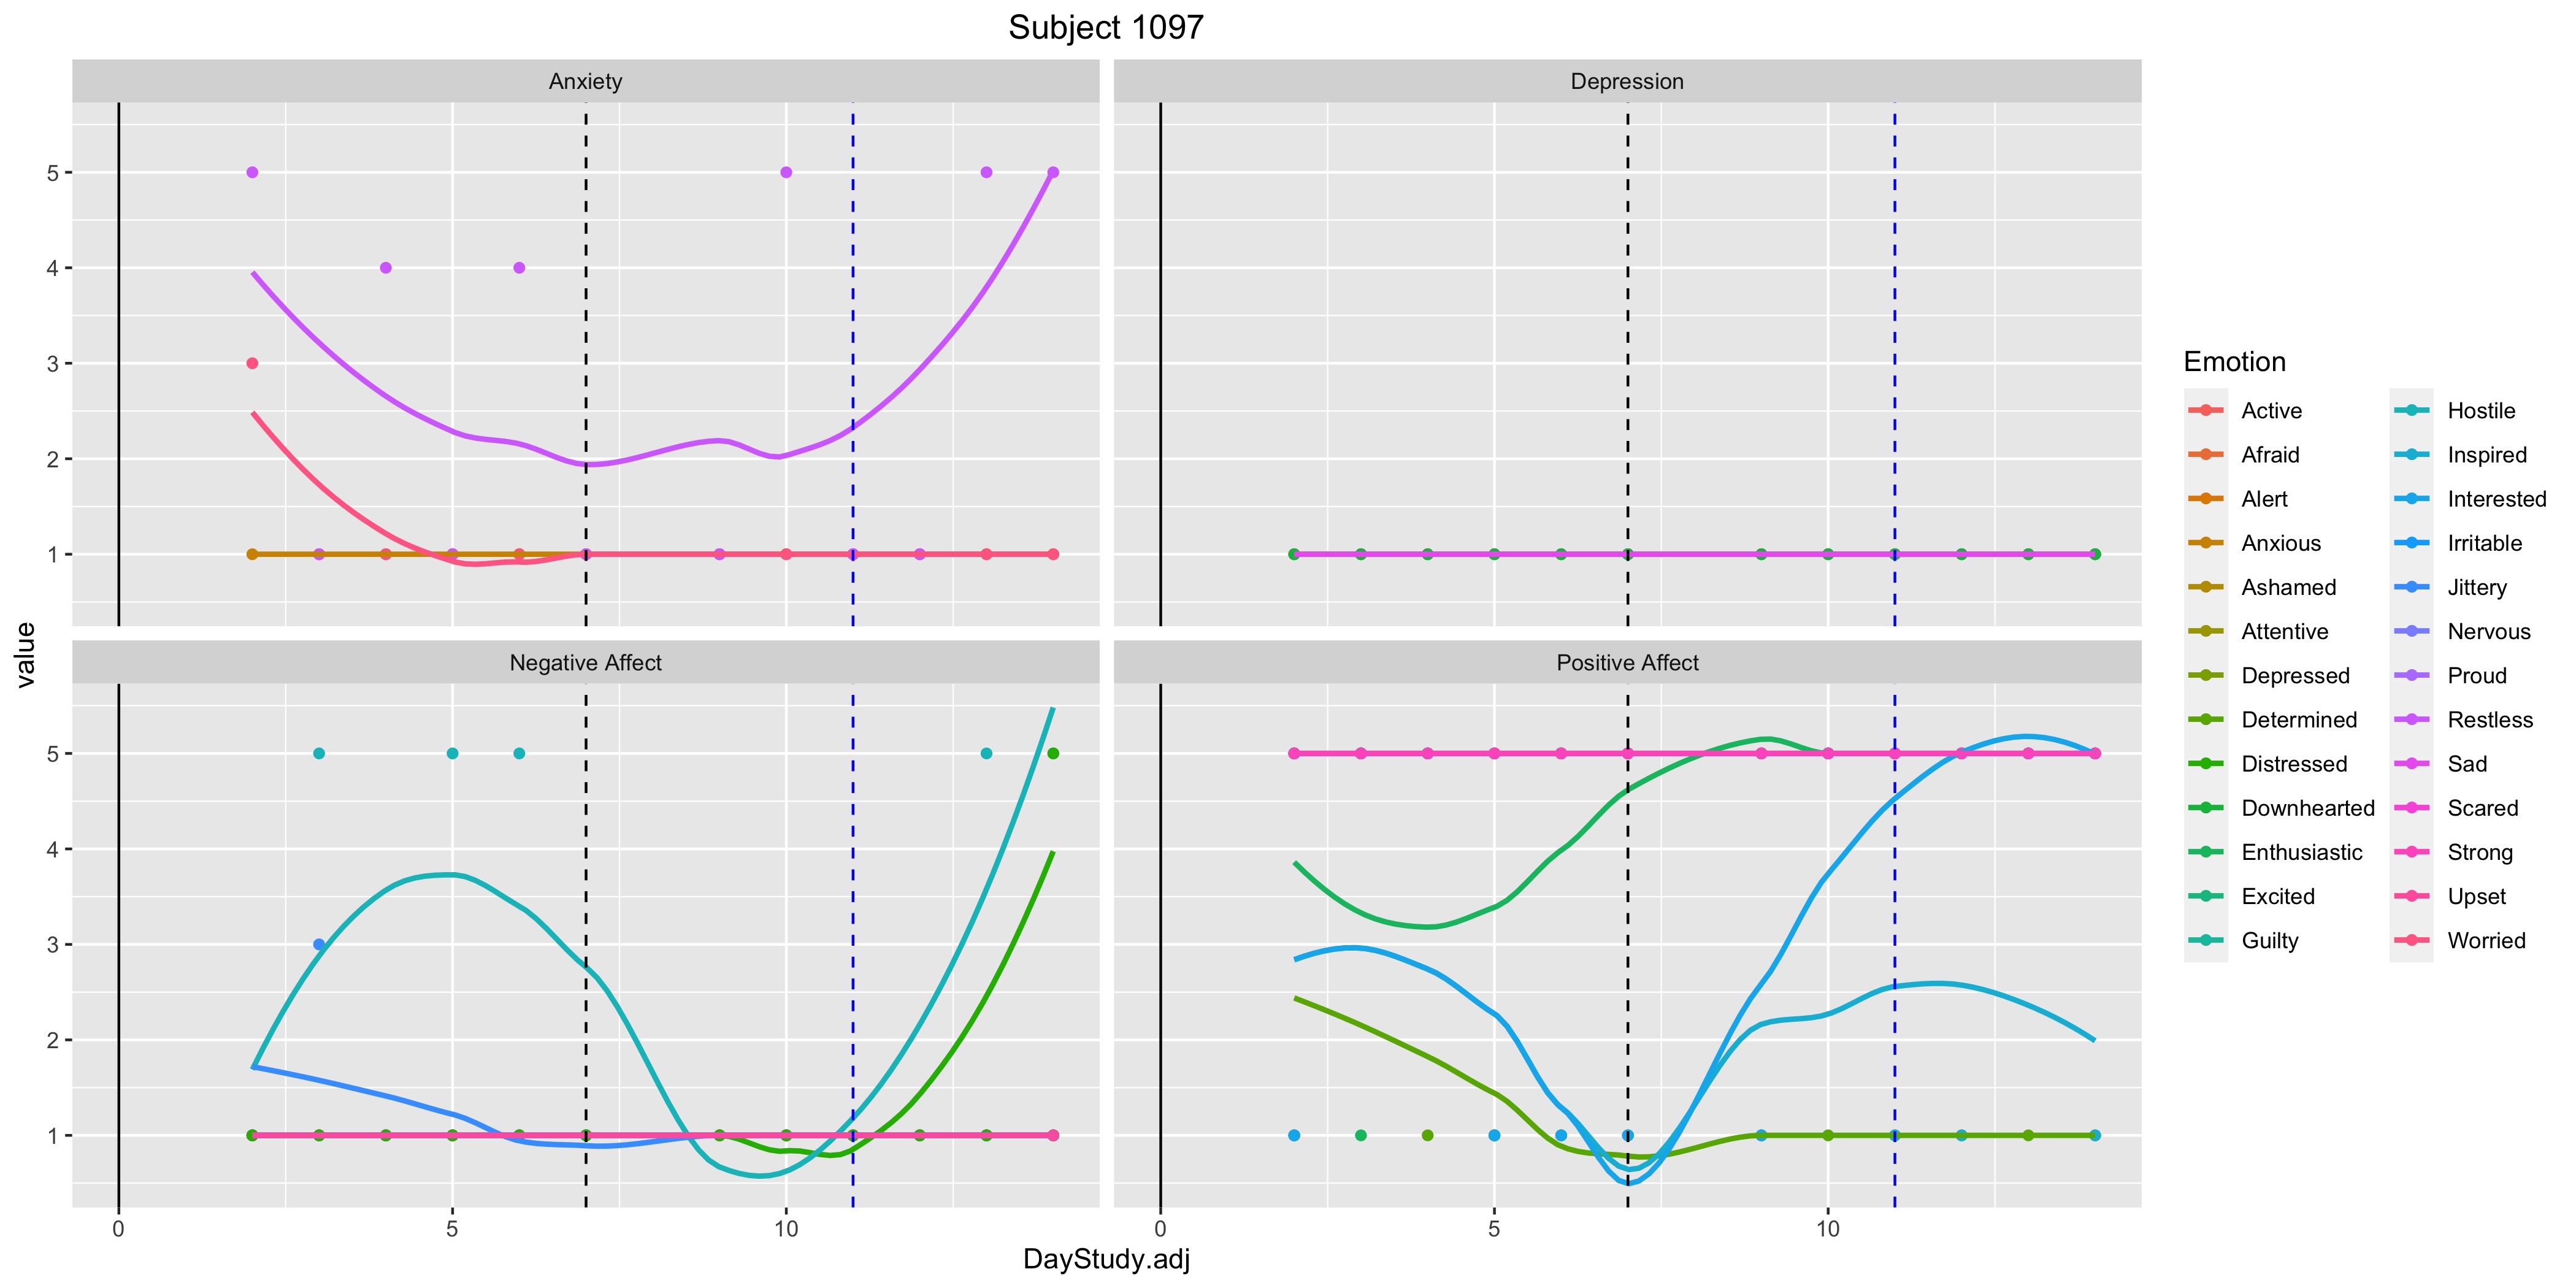 Subject 1097
Anxiety
Depression
5
4
3
2
1
Negative Affect
Positive Affect
5
4
3
2
1
0
5
10
0
5
10
DayStudy.adj
value
Emotion
Active
Afraid
Alert
Anxious
Ashamed
Attentive
Depressed
Determined
Distressed
Downhearted
Enthusiastic
Excited
Guilty
Hostile
Inspired
Interested
Irritable
Jittery
Nervous
Proud
Restless
Sad
Scared
Strong
Upset
Worried